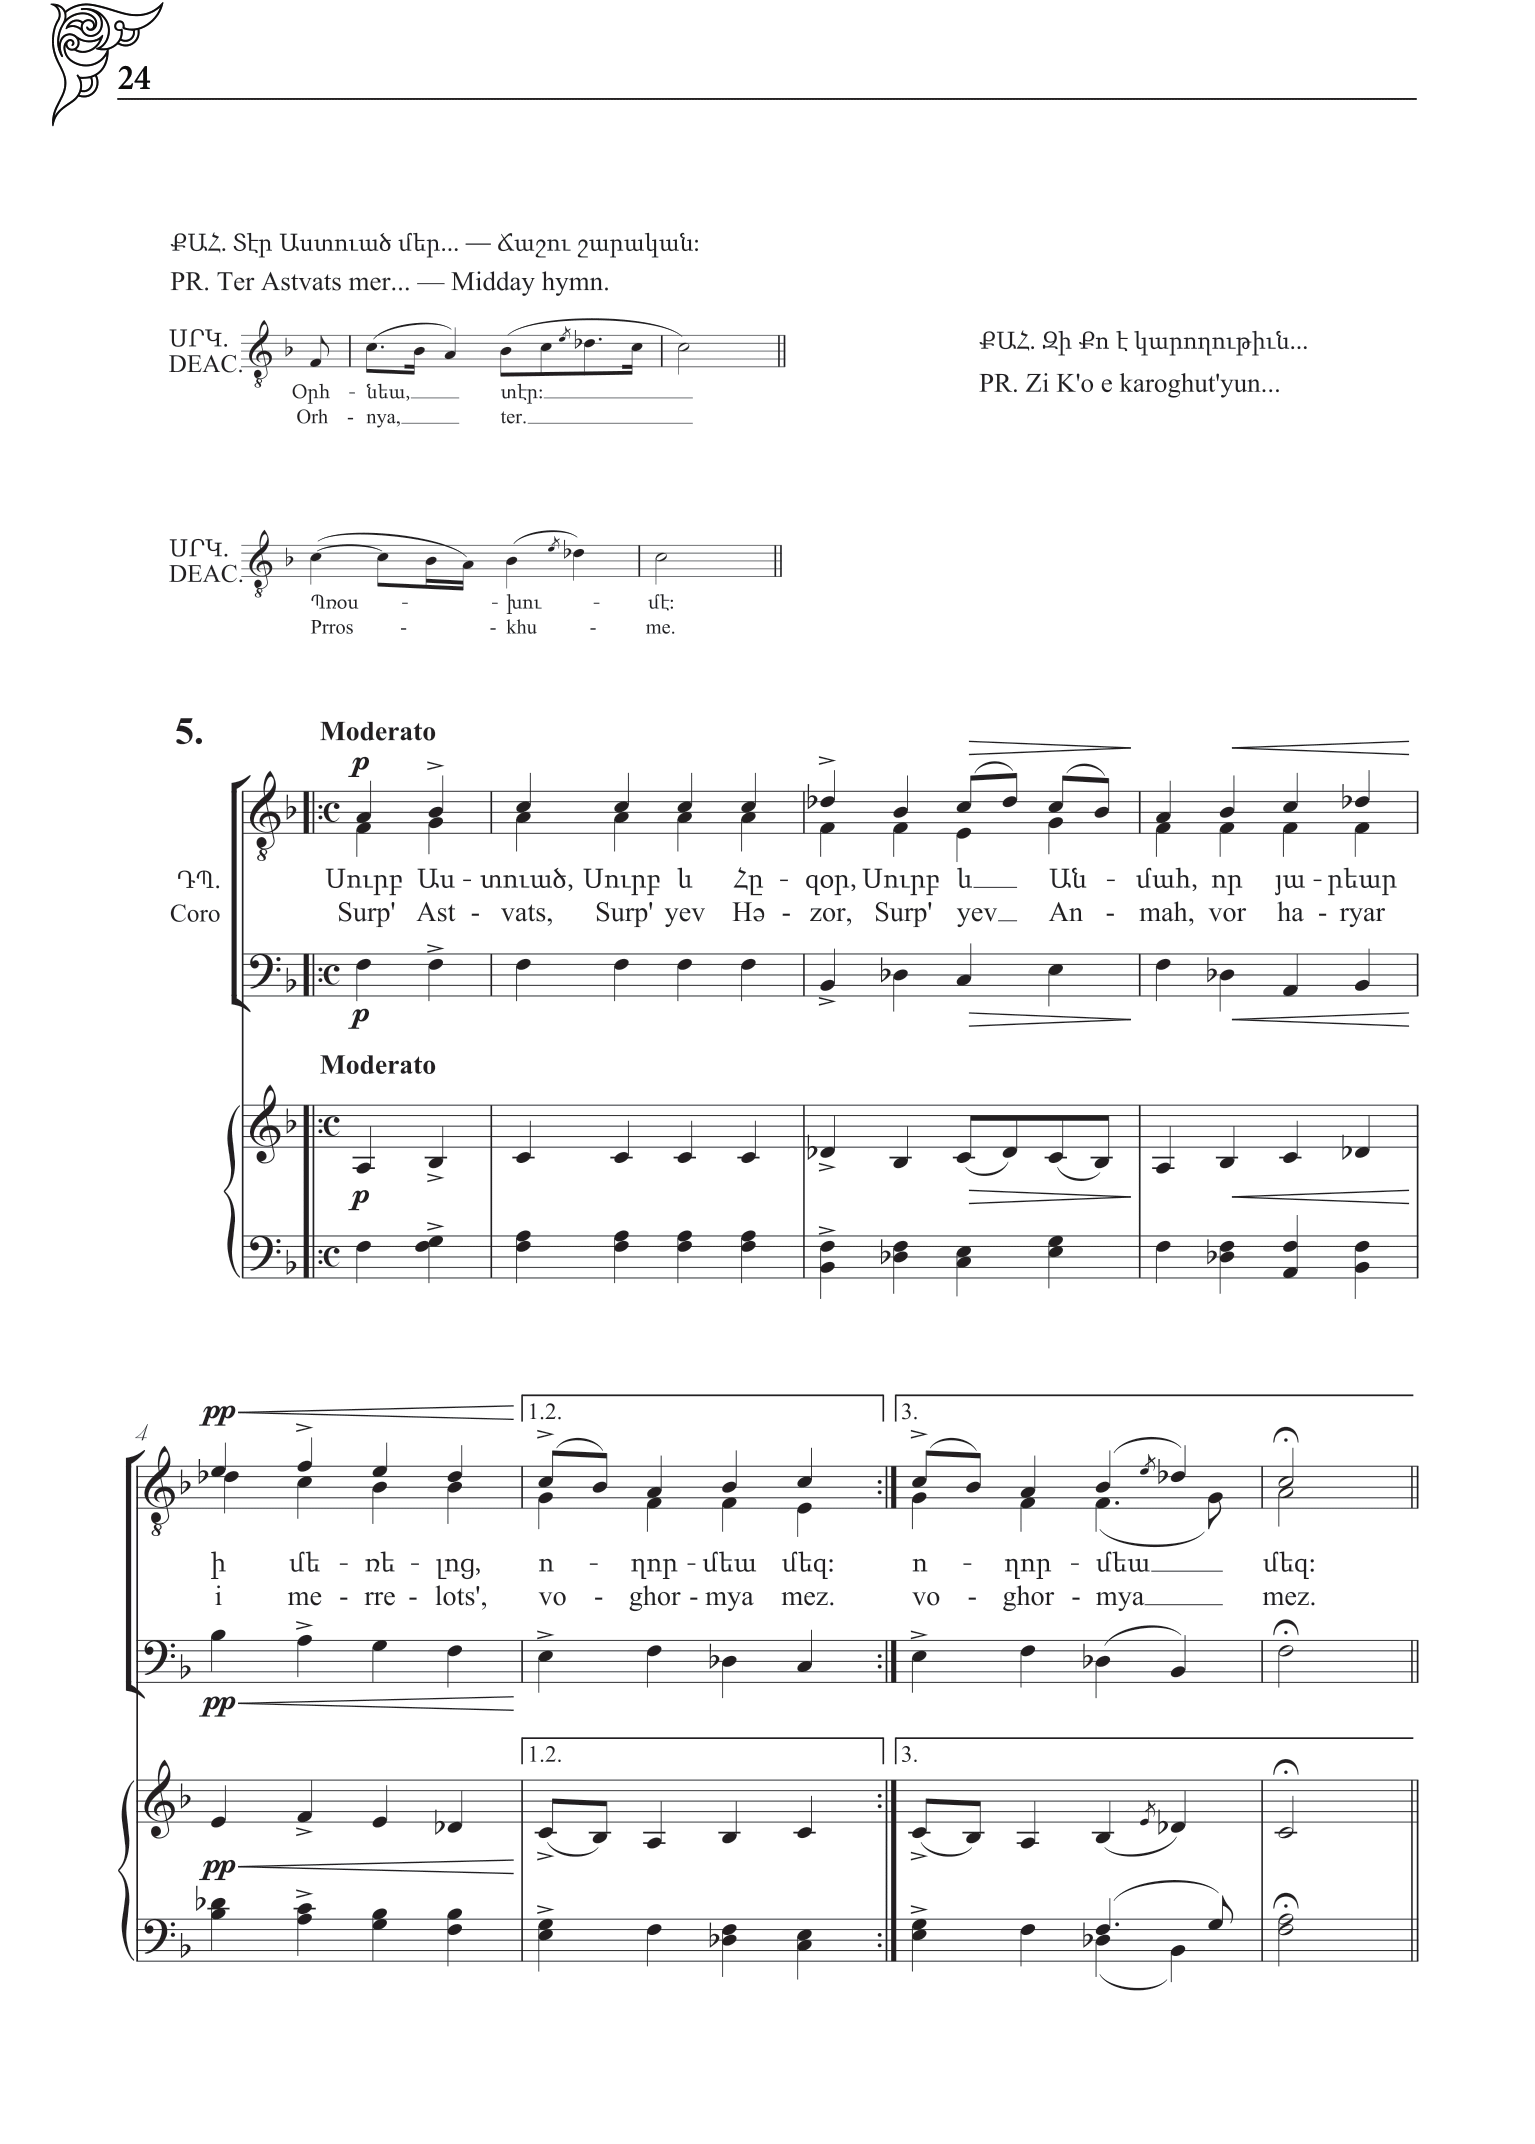 24
ՔԱՀ. Տէր Աստուած մեր... — Ճաշու շարական:
PR. Ter Astvats mer... — Midday hymn.
ՍՐԿ.
DEAC.
Օրհ - նեա, տէր:
Orh - nya, ter.
ՔԱՀ. Զի Քո է կարողութիւն...
PR. Zi K'o e karoghut'yun...
ՍՐԿ.
DEAC.
Պռօս - - խու - մէ:
Prros - - khu - me.
5.
Moderato
p
ԴՊ. Սուրբ Աս - տուած, Սուրբ և Հը - զօր, Սուրբ և Ան - մահ, որ յա - րեար
Coro Surp' Ast - vats, Surp' yev Hə - zor, Surp' yev An - mah, vor ha - ryar
p
Moderato
p
4
pp
1.2.
3.
ի մե - ռե - լոց, ո - ղոր - մեա մեզ: ո - ղոր - մեա մեզ:
i me - rre - lots', vo - ghor - mya mez. vo - ghor - mya mez.
pp
1.2.
3.
pp